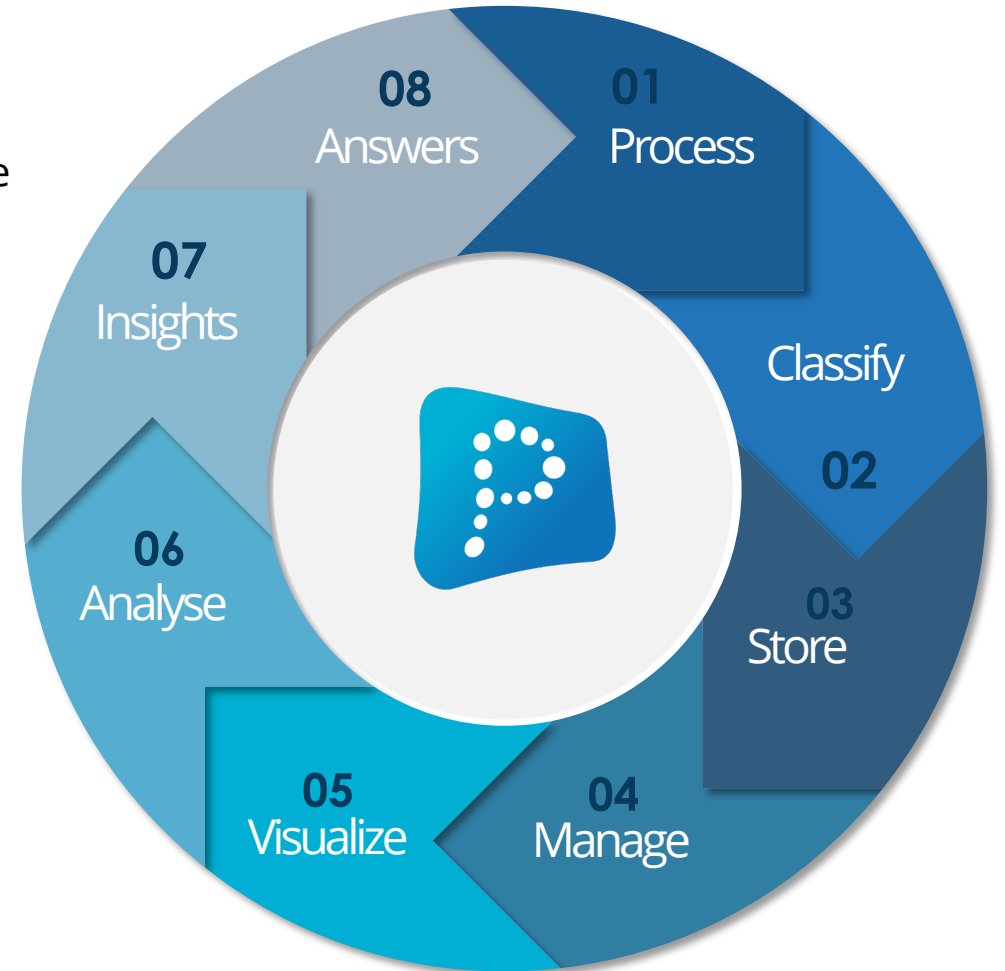 e
01
Process
Classify
02
03
Store
04
Manage
05
Visualize
06
Analyse
07
Insights
08
Answers
P